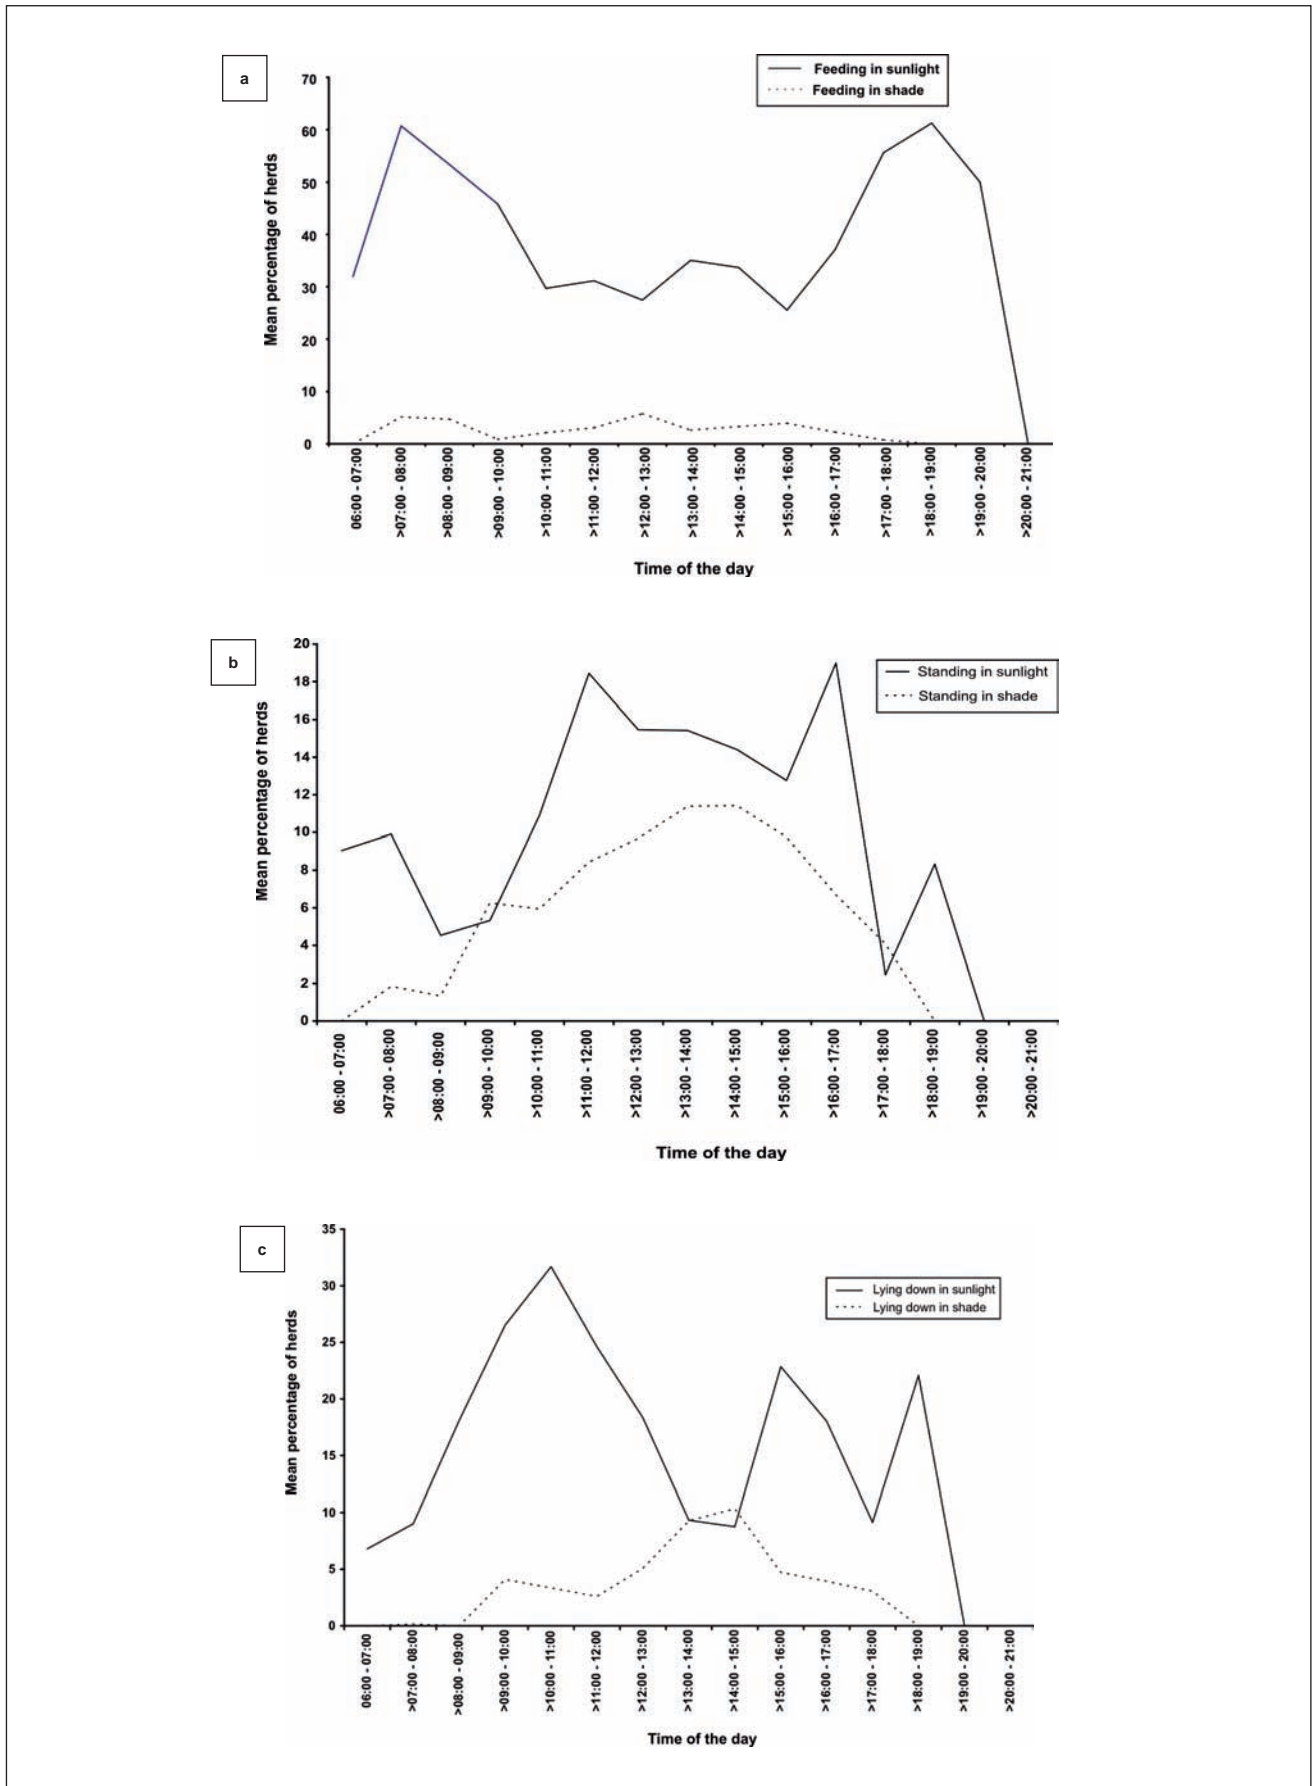 a
Feeding in sunlight
Feeding in shade
Mean percentage of herds
70
60
50
40
30
20
10
0
06:00 - 07:00
>07:00 - 08:00
>08:00 - 09:00
>09:00 - 10:00
>10:00 - 11:00
>11:00 - 12:00
>12:00 - 13:00
>13:00 - 14:00
>14:00 - 15:00
>15:00 - 16:00
>16:00 - 17:00
>17:00 - 18:00
>18:00 - 19:00
>19:00 - 20:00
>20:00 - 21:00
Time of the day
b
Standing in sunlight
Standing in shade
Mean percentage of herds
20
18
16
14
12
10
8
6
4
2
0
06:00 - 07:00
>07:00 - 08:00
>08:00 - 09:00
>09:00 - 10:00
>10:00 - 11:00
>11:00 - 12:00
>12:00 - 13:00
>13:00 - 14:00
>14:00 - 15:00
>15:00 - 16:00
>16:00 - 17:00
>17:00 - 18:00
>18:00 - 19:00
>19:00 - 20:00
>20:00 - 21:00
Time of the day
c
Lying down in sunlight
Lying down in shade
Mean percentage of herds
35
30
25
20
15
10
5
0
06:00 - 07:00
>07:00 - 08:00
>08:00 - 09:00
>09:00 - 10:00
>10:00 - 11:00
>11:00 - 12:00
>12:00 - 13:00
>13:00 - 14:00
>14:00 - 15:00
>15:00 - 16:00
>16:00 - 17:00
>17:00 - 18:00
>18:00 - 19:00
>19:00 - 20:00
>20:00 - 21:00
Time of the day